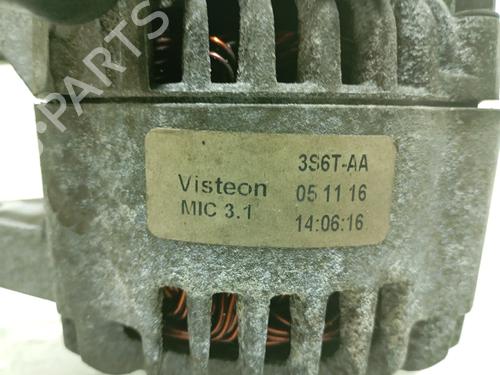 PARTS
Visteon 3S6T-AA
05 11 16
MIC 3.1
14:06:16